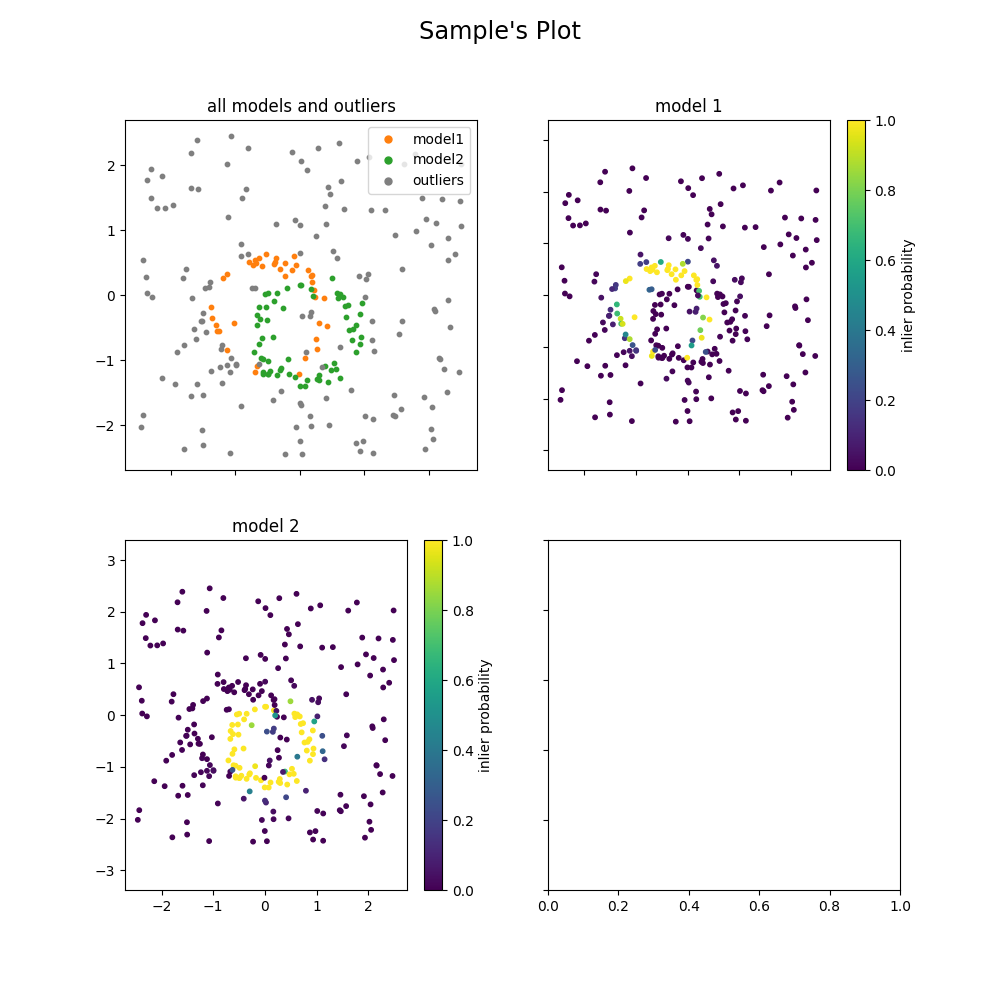 Sample's Plot
all models and outliers
model1
model2
outliers
2
1
0
−1
−2
model 1
1.0
0.8
0.6
0.4
0.2
0.0
inlier probability
model 2
3
2
1
0
−1
−2
−3
−2 −1 0 1 2
1.0
0.8
0.6
0.4
0.2
0.0
inlier probability
0.0 0.2 0.4 0.6 0.8 1.0